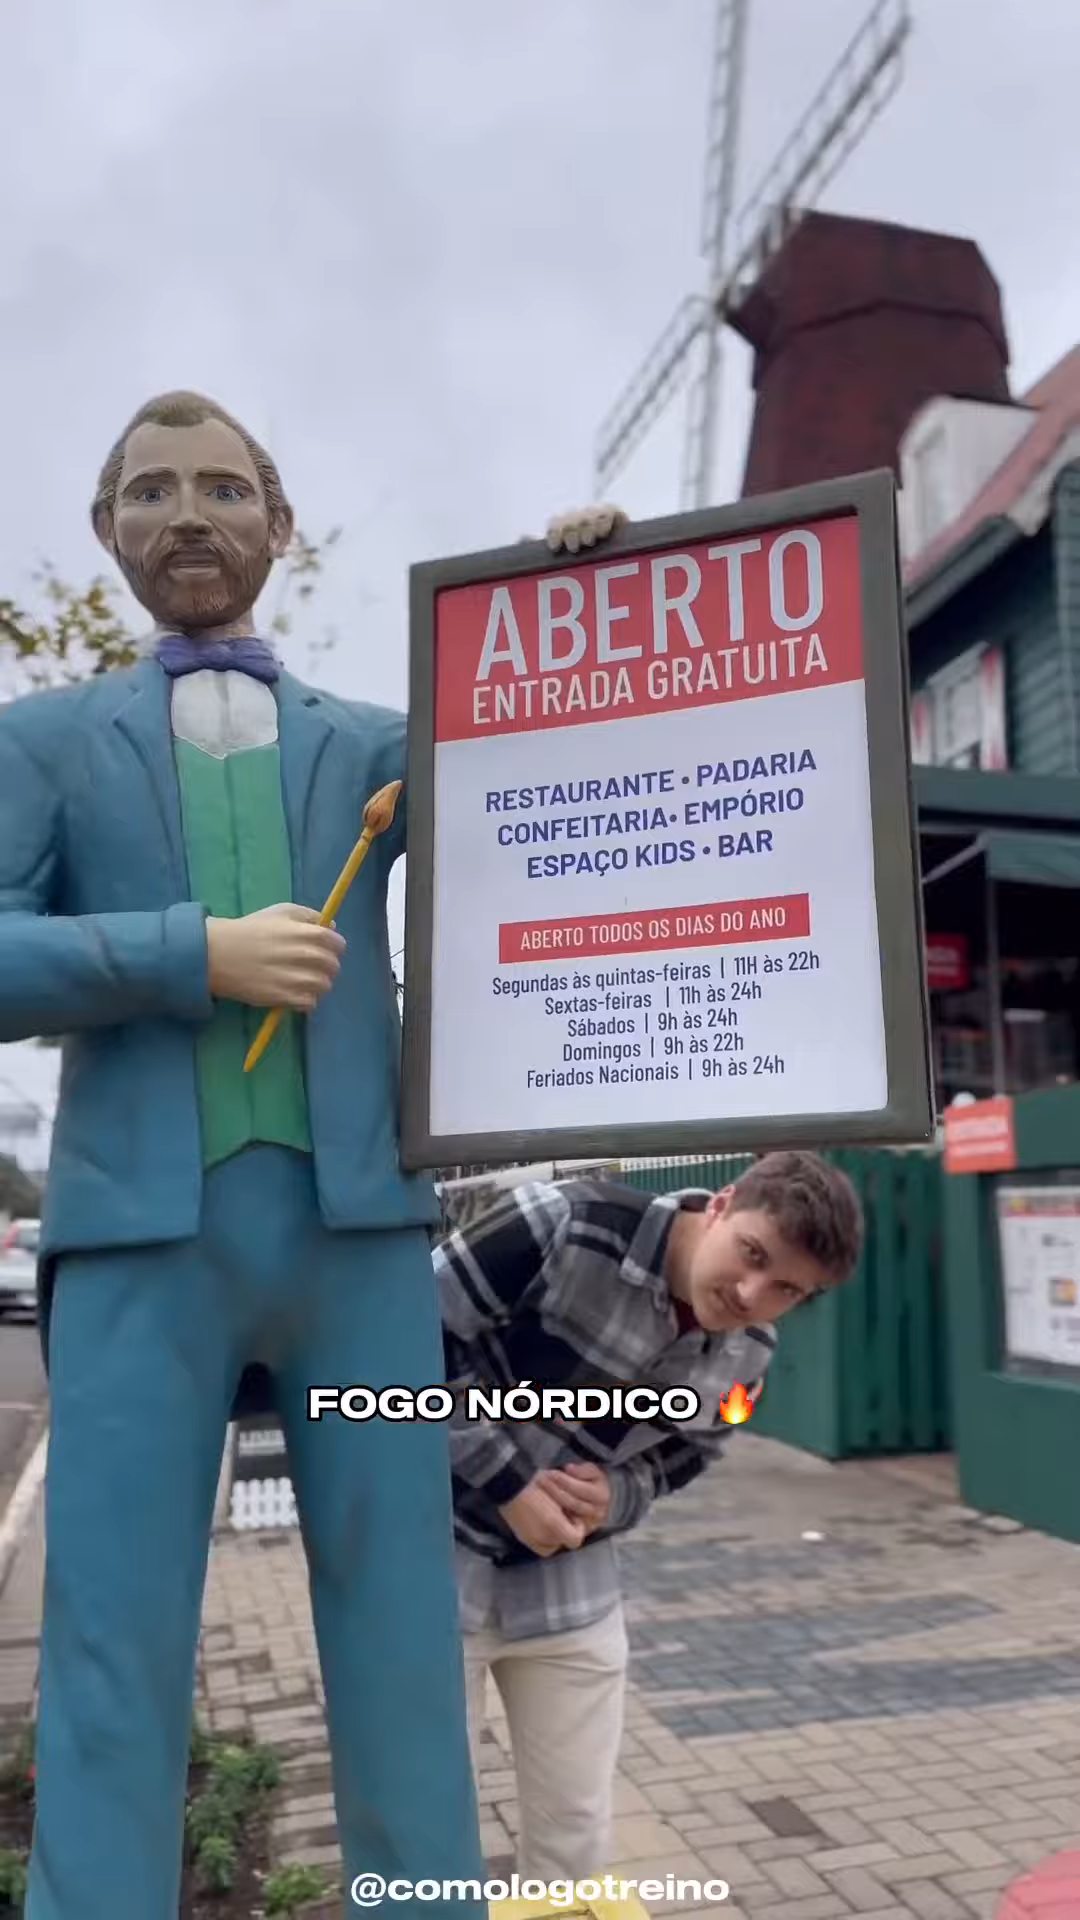 ABERTO
ENTRADA GRATUITA
RESTAURANTE • PADARIA
CONFEITARIA • EMPÓRIO
ESPAÇO KIDS • BAR
ABERTO TODOS OS DIAS DO ANO
Segundas às quintas-feiras | 11H às 22h
Sextas-feiras | 11h às 24h
Sábados | 9h às 24h
Domingos | 9h às 22h
Feriados Nacionais | 9h às 24h
FOGO NÓRDICO 🔥
@comologotreino